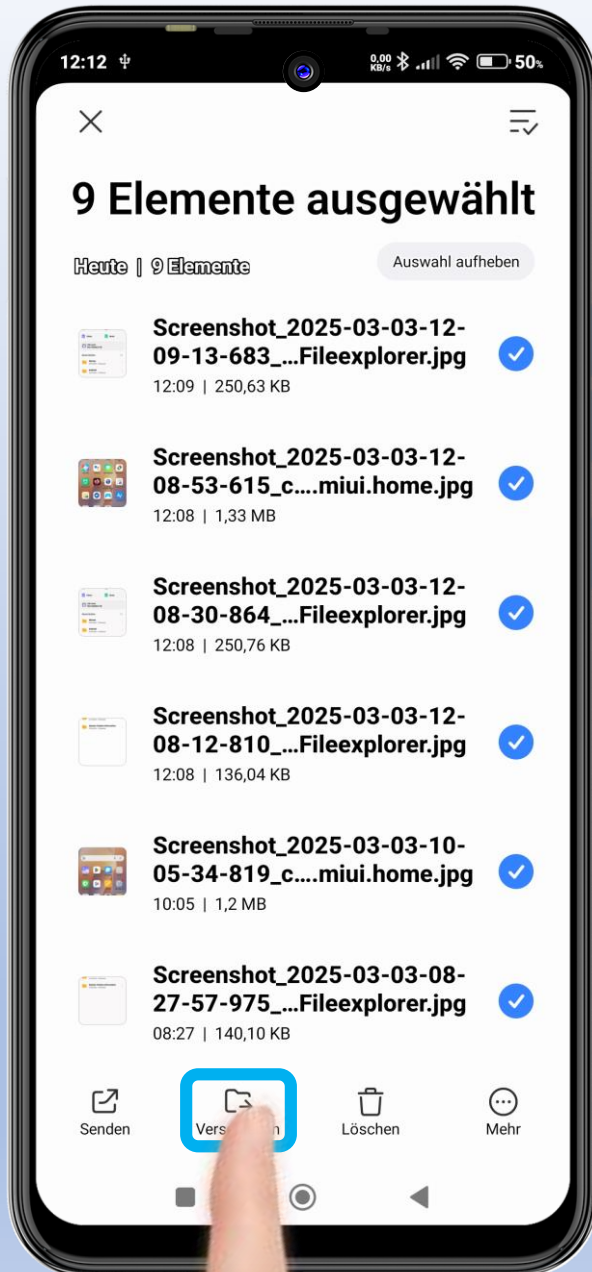 12:12
0,00 KB/s 50%
9 Elemente ausgewählt
Heute | 9 Elemente
Auswahl aufheben
Screenshot_2025-03-03-12-
09-13-683_...Fileexplorer.jpg
12:09 | 250,63 KB
Screenshot_2025-03-03-12-
08-53-615_c....miui.home.jpg
12:08 | 1,33 MB
Screenshot_2025-03-03-12-
08-30-864_...Fileexplorer.jpg
12:08 | 250,76 KB
Screenshot_2025-03-03-12-
08-12-810_...Fileexplorer.jpg
12:08 | 136,04 KB
Screenshot_2025-03-03-10-
05-34-819_c....miui.home.jpg
10:05 | 1,2 MB
Screenshot_2025-03-03-08-
27-57-975_...Fileexplorer.jpg
08:27 | 140,10 KB
Senden
Löschen
Mehr